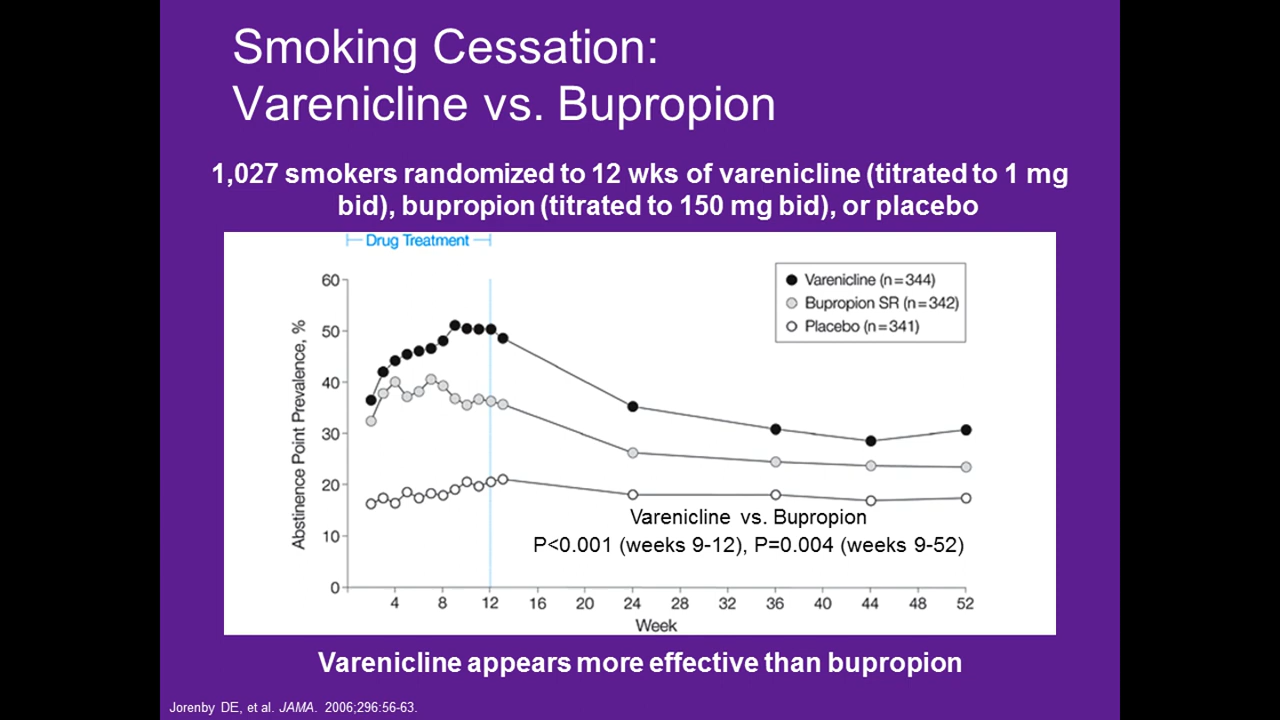 Smoking Cessation:
Varenicline vs. Bupropion
1,027 smokers randomized to 12 wks of varenicline (titrated to 1 mg
bid), bupropion (titrated to 150 mg bid), or placebo
Drug Treatment
Varenicline (n=344)
Bupropion SR (n=342)
Placebo (n=341)
Abstinence Point Prevalence, %
60
50
40
30
20
10
0
Varenicline vs. Bupropion
P<0.001 (weeks 9-12), P=0.004 (weeks 9-52)
4 8 12 16 20 24 28 32 36 40 44 48 52
Week
Varenicline appears more effective than bupropion
Jorenby DE, et al. JAMA. 2006;296:56-63.